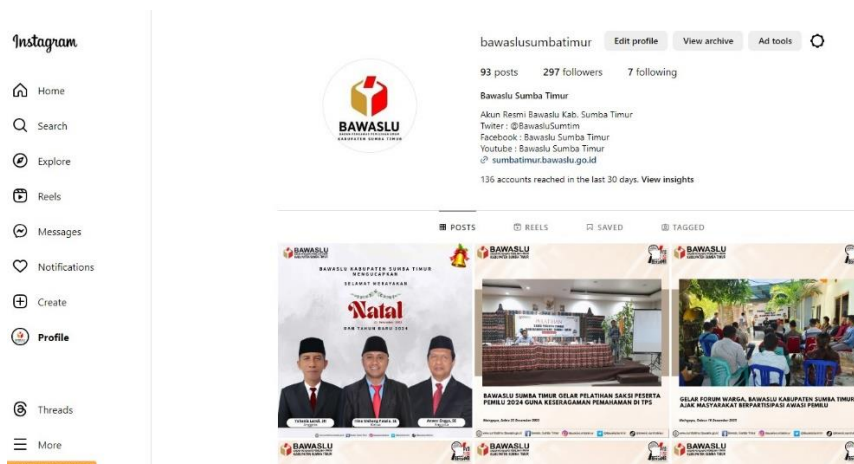 Instagram
Home
Search
Explore
Reels
Messages
Notifications
Create
Profile
Threads
More
bawaslusumbatimur Edit profile View archive Ad tools
93 posts 297 followers 7 following
Bawaslu Sumba Timur
Akun Resmi Bawaslu Kab. Sumba Timur
Twiter : @BawasluSumtim
Facebook : Bawaslu Sumba Timur
Youtube : Bawaslu Sumba Timur
sumbatimur.bawaslu.go.id
136 accounts reached in the last 30 days. View insights
BAWASLU
KABUPATEN SUMBA TIMUR
POSTS REELS SAVED TAGGED
BAWASLU
BAWASLU KABUPATEN SUMBA TIMUR
MENGUCAPKAN
SELAMAT MERAYAKAN
Natal
DAN TAHUN BARU 2024
BAWASLU
BAWASLU SUMBA TIMUR GELAR PELATIHAN SAKSI PESERTA
PEMILU 2024 GUNA KESERAGAMAN PEMAHAMAN DI TPS
BAWASLU
GELAR FORUM WARGA, BAWASLU KABUPATEN SUMBA TIMUR
AJAK MASYARAKAT BERPARTISIPASI AWASI PEMILU
BAWASLU
BAWASLU
BAWASLU